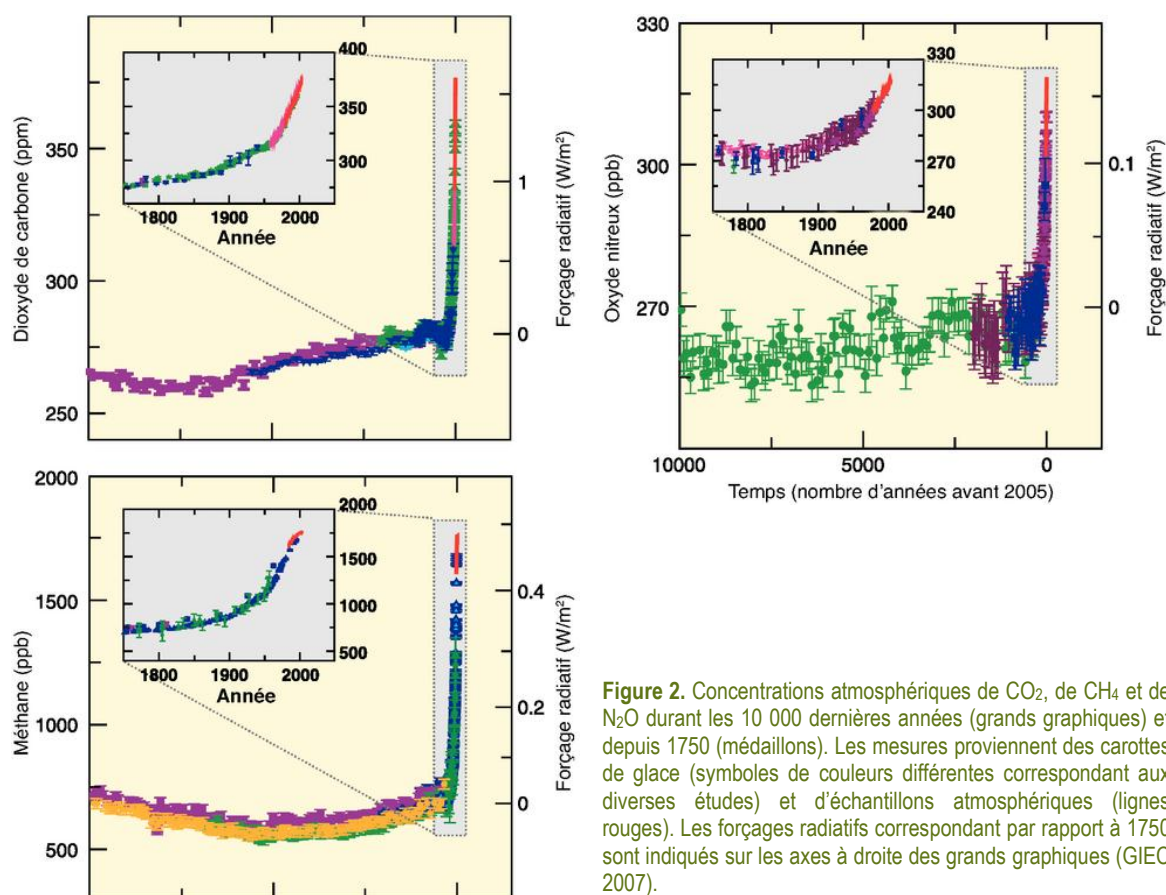 400
350
300
1800 1900 2000
Année
350
300
250
Dioxyde de carbone (ppm)
1
0
Forçage radiatif (W/m²)
330
300
270
240
1800 1900 2000
Année
330
300
270
Oxyde nitreux (ppb)
0.1
0
Forçage radiatif (W/m²)
10000 5000 0
Temps (nombre d'années avant 2005)
2000
1500
1000
500
1800 1900 2000
Année
2000
1500
1000
500
Méthane (ppb)
0.4
0.2
0
Forçage radiatif (W/m²)
Figure 2. Concentrations atmosphériques de CO₂, de CH₄ et de
N₂O durant les 10 000 dernières années (grands graphiques) et
depuis 1750 (médaillons). Les mesures proviennent des carottes
de glace (symboles de couleurs différentes correspondant aux
diverses études) et d'échantillons atmosphériques (lignes
rouges). Les forçages radiatifs correspondant par rapport à 1750
sont indiqués sur les axes à droite des grands graphiques (GIEC
2007).